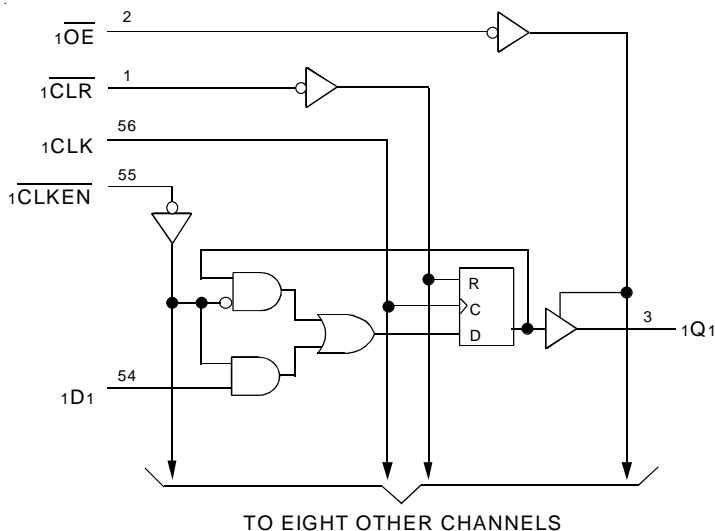 2
1OE
1
1CLR
56
1CLK
55
1CLKEN
R
C
D
3
1Q1
54
1D1
TO EIGHT OTHER CHANNELS